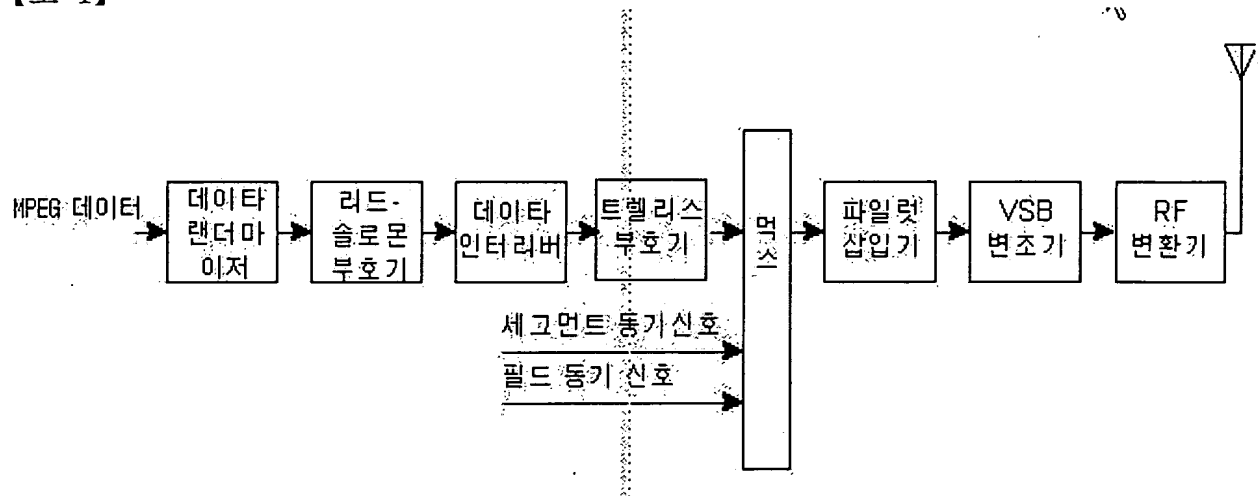 【도 1】
MPEG 데이터
데이타
랜더마
이저
리드-
솔로몬
부호기
데이타
인터리버
트렐리스
부호기
먹스
파일럿
삽입기
VSB
변조기
RF
변환기
세그먼트 동기신호
필드 동기 신호